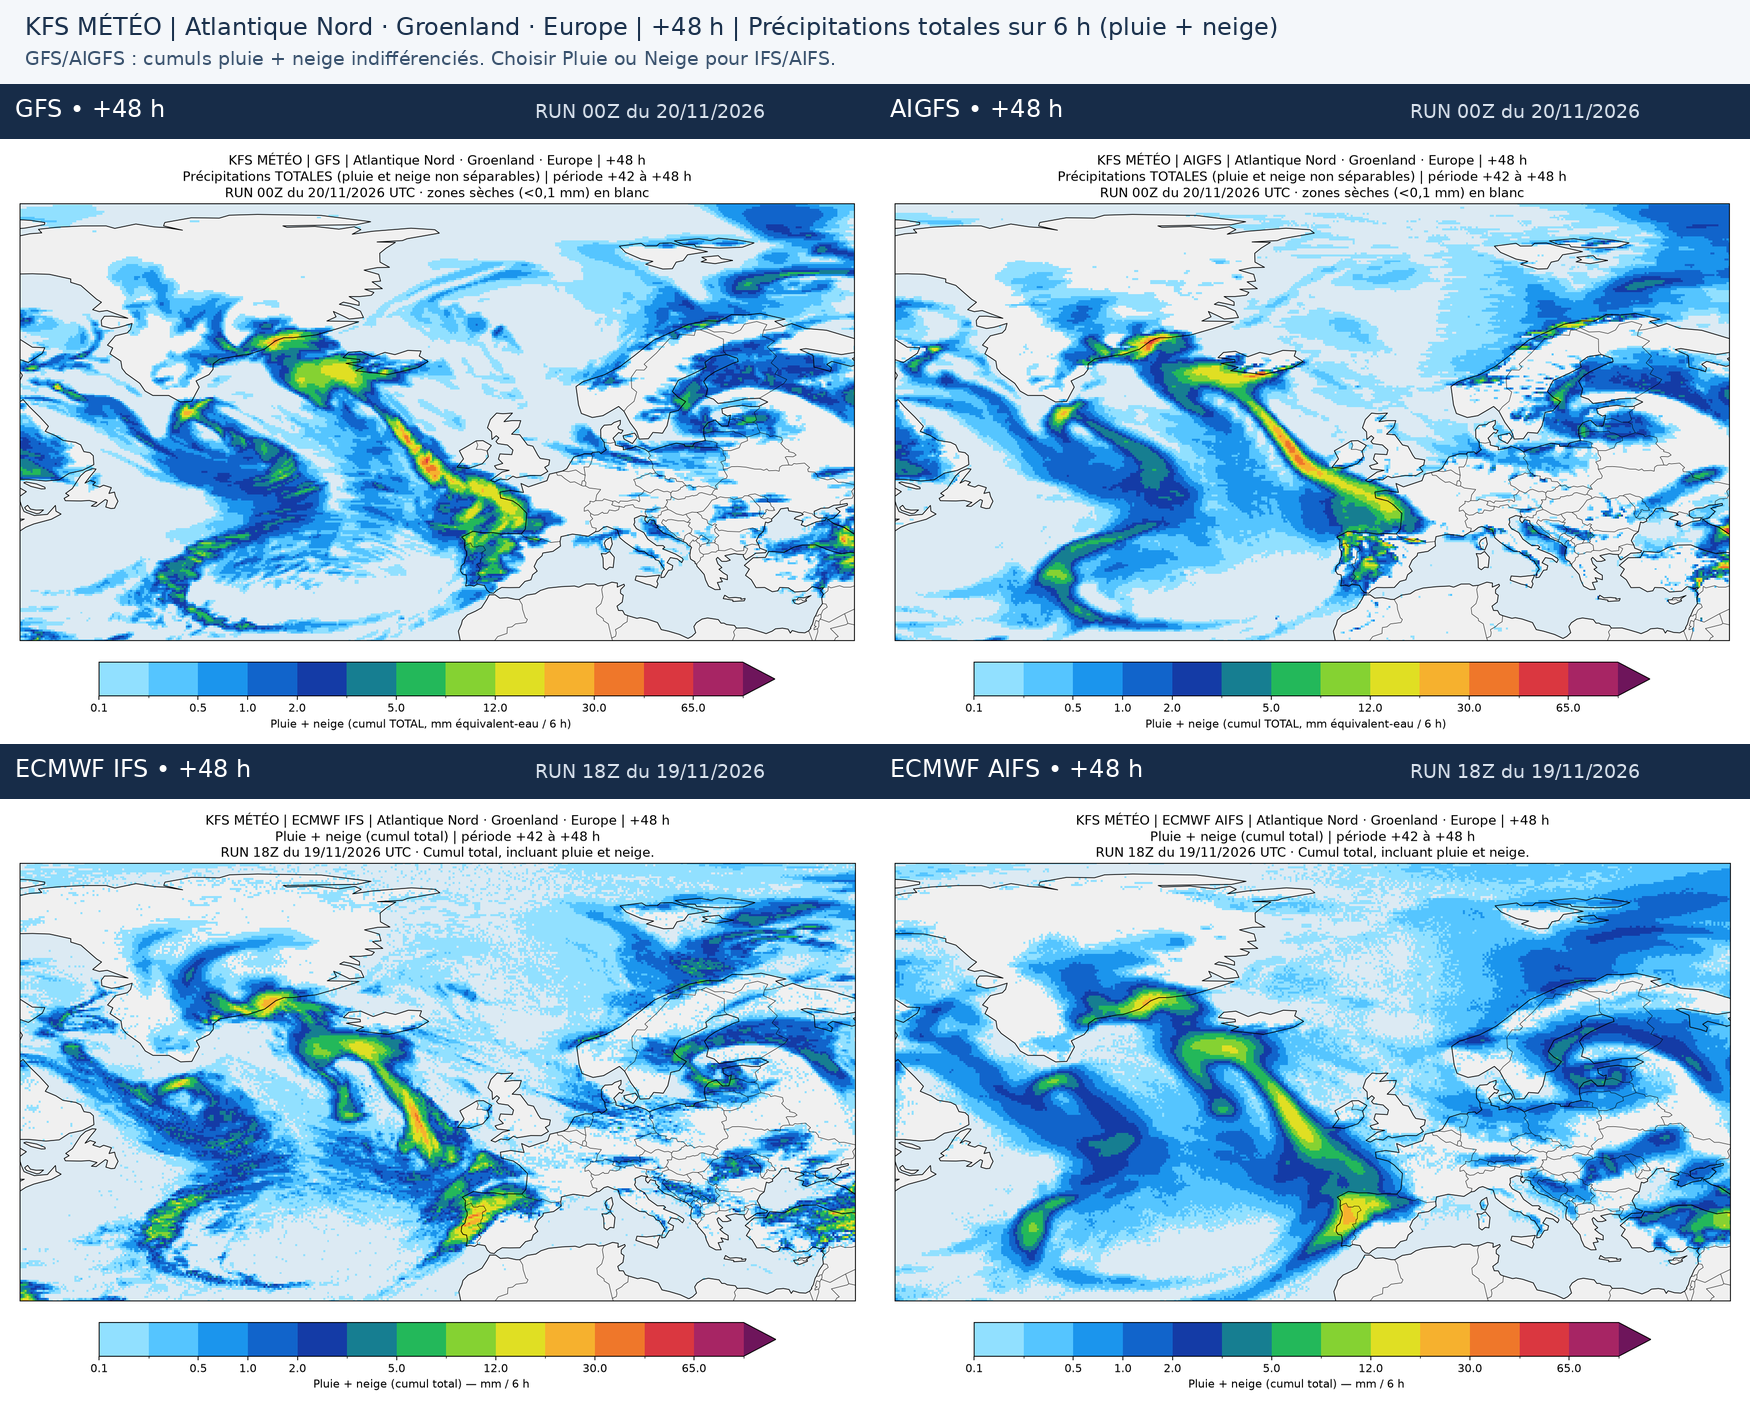 KFS MÉTÉO | Atlantique Nord · Groenland · Europe | +48 h | Précipitations totales sur 6 h (pluie + neige)
GFS/AIGFS : cumuls pluie + neige indifférenciés. Choisir Pluie ou Neige pour IFS/AIFS.
GFS • +48 h
RUN 00Z du 20/11/2026
KFS MÉTÉO | GFS | Atlantique Nord · Groenland · Europe | +48 h
Précipitations TOTALES (pluie et neige non séparables) | période +42 à +48 h
RUN 00Z du 20/11/2026 UTC · zones sèches (<0,1 mm) en blanc
0.1 0.5 1.0 2.0 5.0 12.0 30.0 65.0
Pluie + neige (cumul TOTAL, mm équivalent-eau / 6 h)
AIGFS • +48 h
RUN 00Z du 20/11/2026
KFS MÉTÉO | AIGFS | Atlantique Nord · Groenland · Europe | +48 h
Précipitations TOTALES (pluie et neige non séparables) | période +42 à +48 h
RUN 00Z du 20/11/2026 UTC · zones sèches (<0,1 mm) en blanc
0.1 0.5 1.0 2.0 5.0 12.0 30.0 65.0
Pluie + neige (cumul TOTAL, mm équivalent-eau / 6 h)
ECMWF IFS • +48 h
RUN 18Z du 19/11/2026
KFS MÉTÉO | ECMWF IFS | Atlantique Nord · Groenland · Europe | +48 h
Pluie + neige (cumul total) | période +42 à +48 h
RUN 18Z du 19/11/2026 UTC · Cumul total, incluant pluie et neige.
0.1 0.5 1.0 2.0 5.0 12.0 30.0 65.0
Pluie + neige (cumul total) — mm / 6 h
ECMWF AIFS • +48 h
RUN 18Z du 19/11/2026
KFS MÉTÉO | ECMWF AIFS | Atlantique Nord · Groenland · Europe | +48 h
Pluie + neige (cumul total) | période +42 à +48 h
RUN 18Z du 19/11/2026 UTC · Cumul total, incluant pluie et neige.
0.1 0.5 1.0 2.0 5.0 12.0 30.0 65.0
Pluie + neige (cumul total) — mm / 6 h